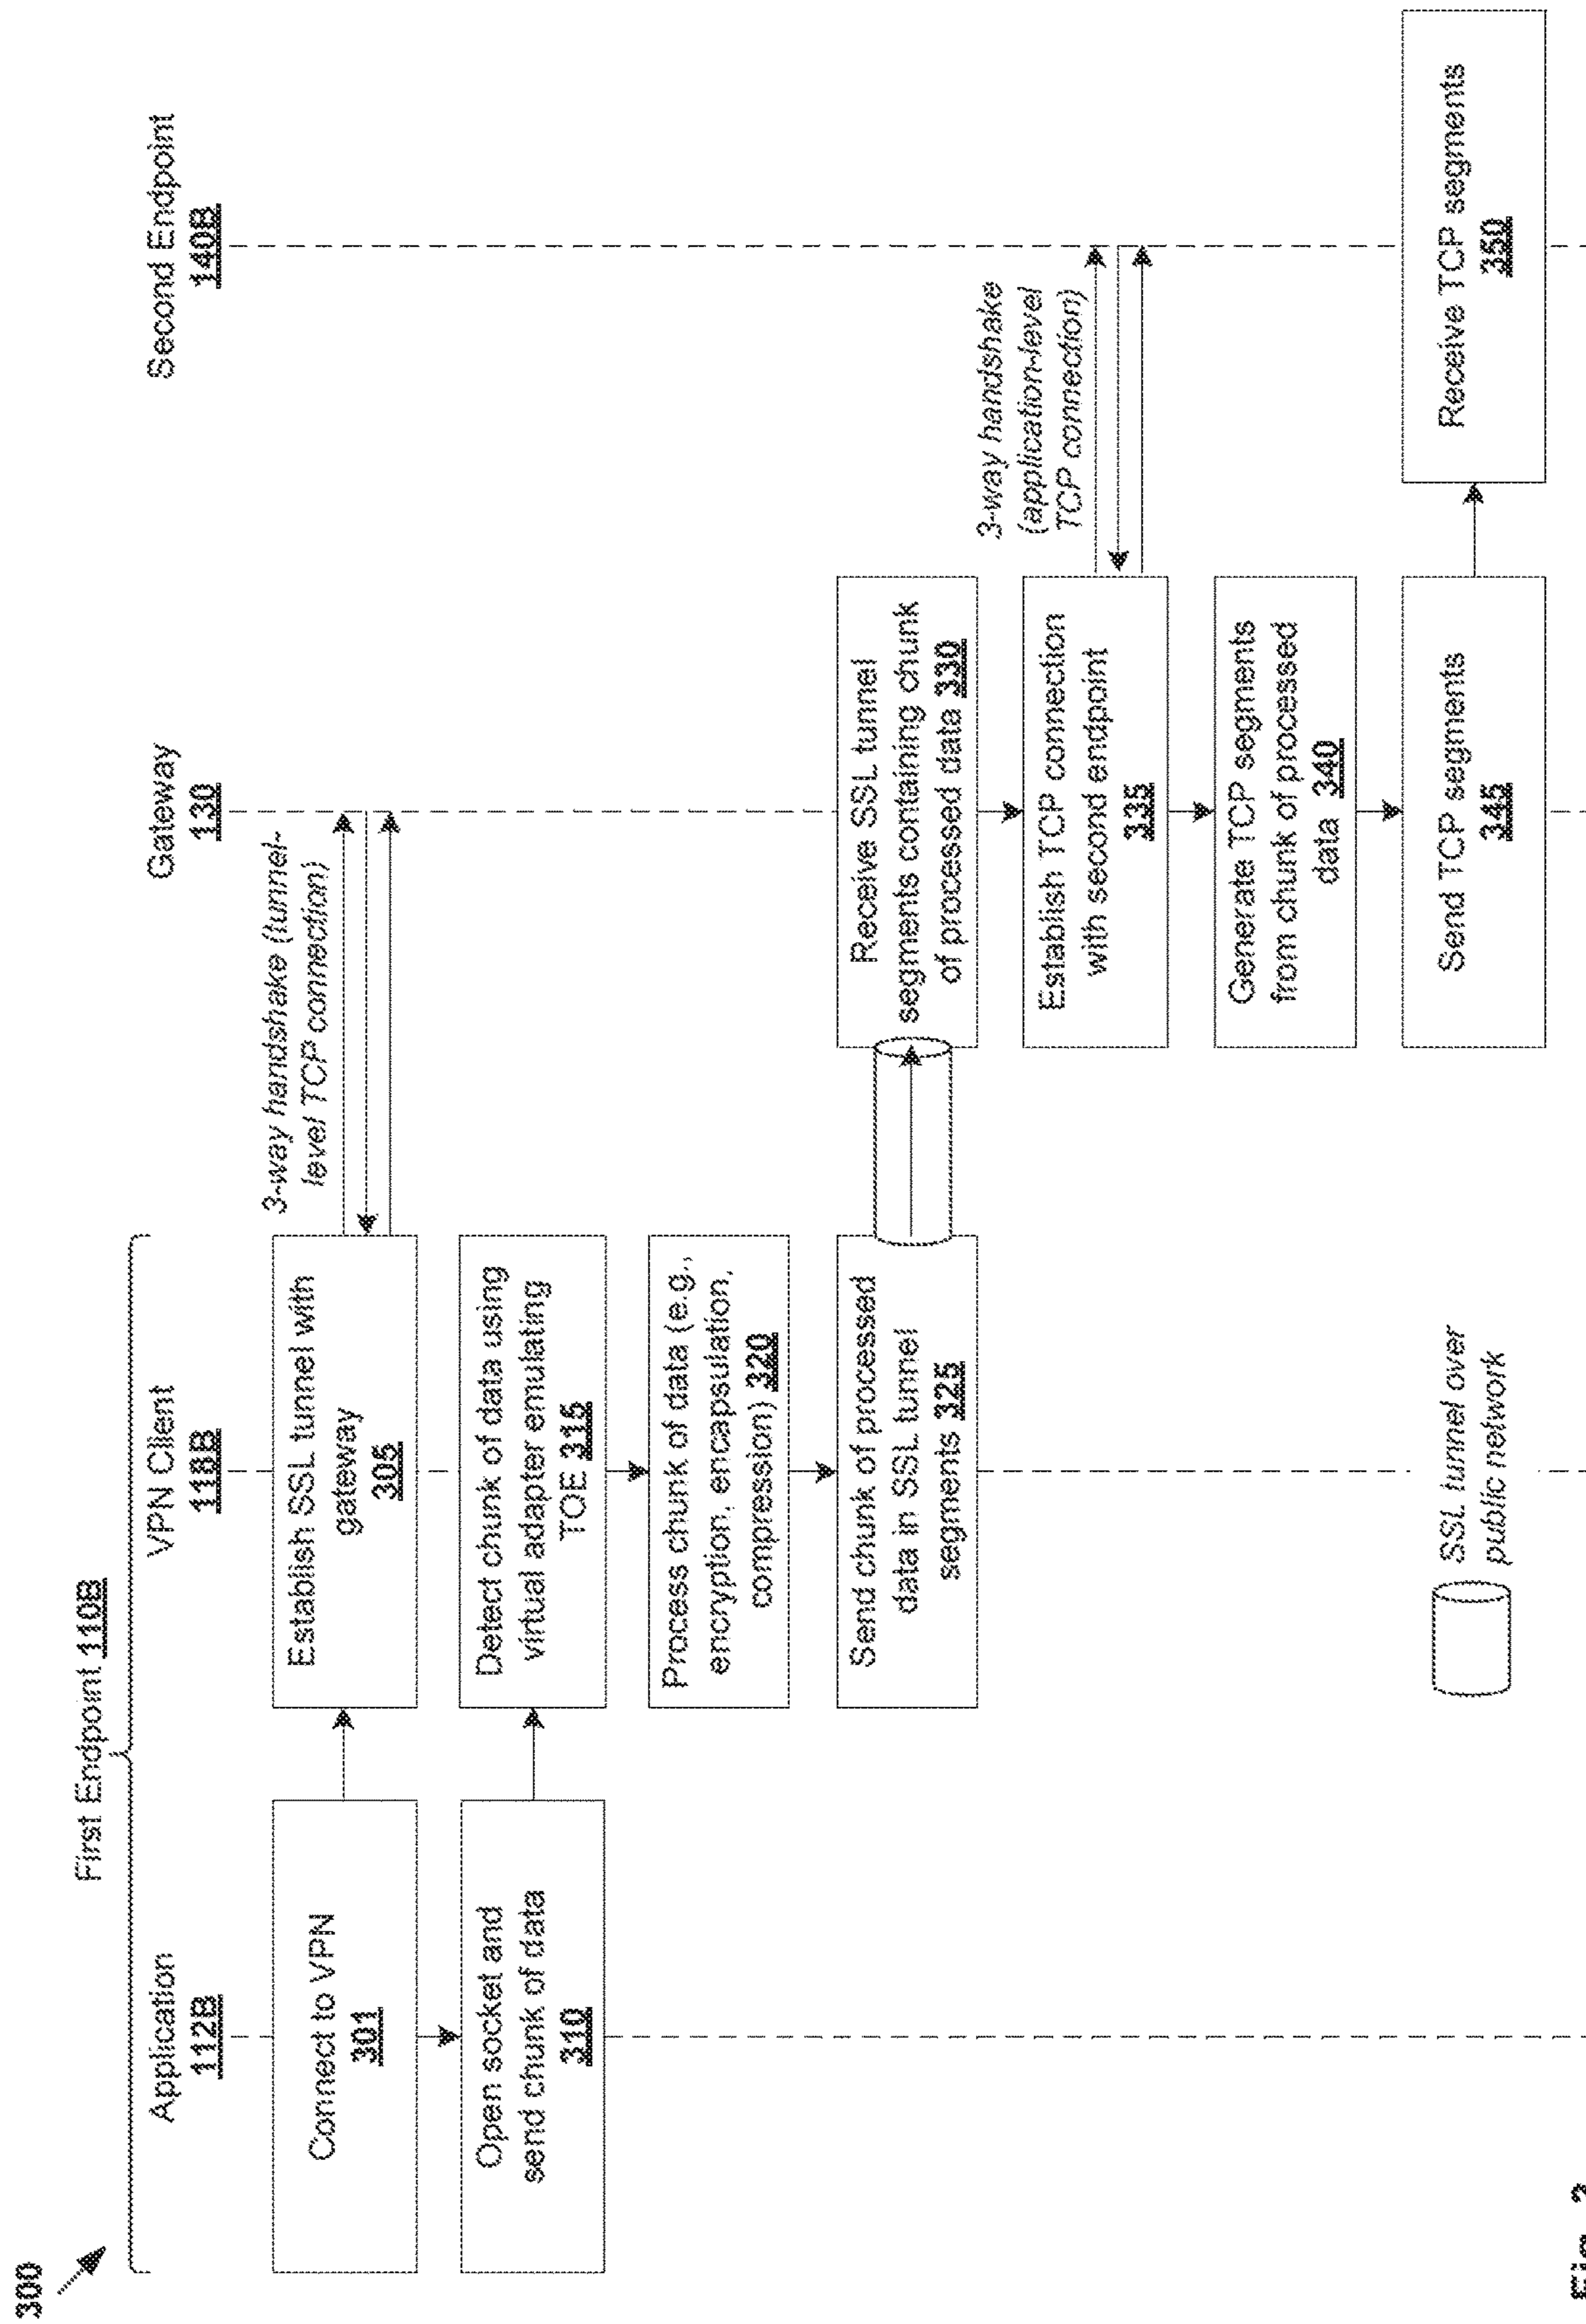 300
First Endpoint 110B
Application
112B
VPN Client
118B
Gateway
130
Second Endpoint
140B
Connect to VPN
301
Establish SSL tunnel with
gateway
305
3-way handshake (tunnel-
level TCP connection)
Open socket and
send chunk of data
310
Detect chunk of data using
virtual adapter emulating
TOE 315
Process chunk of data (e.g.,
encryption, encapsulation,
compression) 320
Send chunk of processed
data in SSL tunnel
segments 325
Receive SSL tunnel
segments containing chunk
of processed data 330
Establish TCP connection
with second endpoint
335
3-way handshake
(application-level
TCP connection)
Generate TCP segments
from chunk of processed
data 340
Send TCP segments
345
Receive TCP segments
350
SSL tunnel over
public network